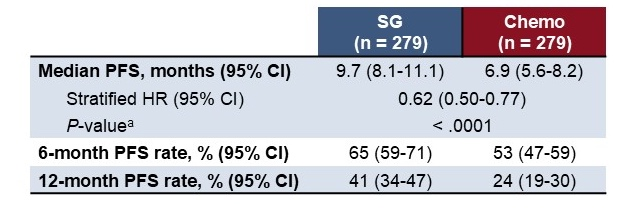 SG Chemo
(n = 279) (n = 279)
Median PFS, months (95% CI) 9.7 (8.1-11.1) 6.9 (5.6-8.2)
Stratified HR (95% CI) 0.62 (0.50-0.77)
P-valueᵃ < .0001
6-month PFS rate, % (95% CI) 65 (59-71) 53 (47-59)
12-month PFS rate, % (95% CI) 41 (34-47) 24 (19-30)